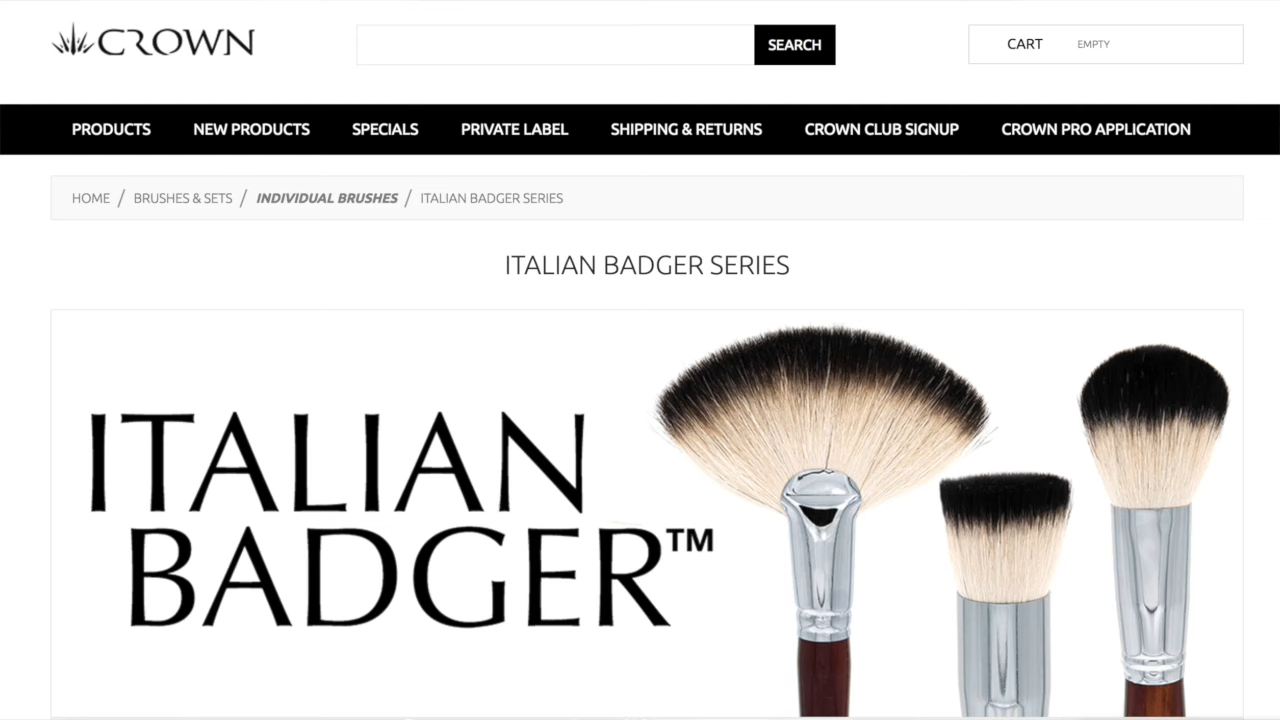 CROWN
SEARCH
CART EMPTY
PRODUCTS NEW PRODUCTS SPECIALS PRIVATE LABEL SHIPPING & RETURNS CROWN CLUB SIGNUP CROWN PRO APPLICATION
HOME / BRUSHES & SETS / INDIVIDUAL BRUSHES / ITALIAN BADGER SERIES
ITALIAN BADGER SERIES
ITALIAN
BADGER™